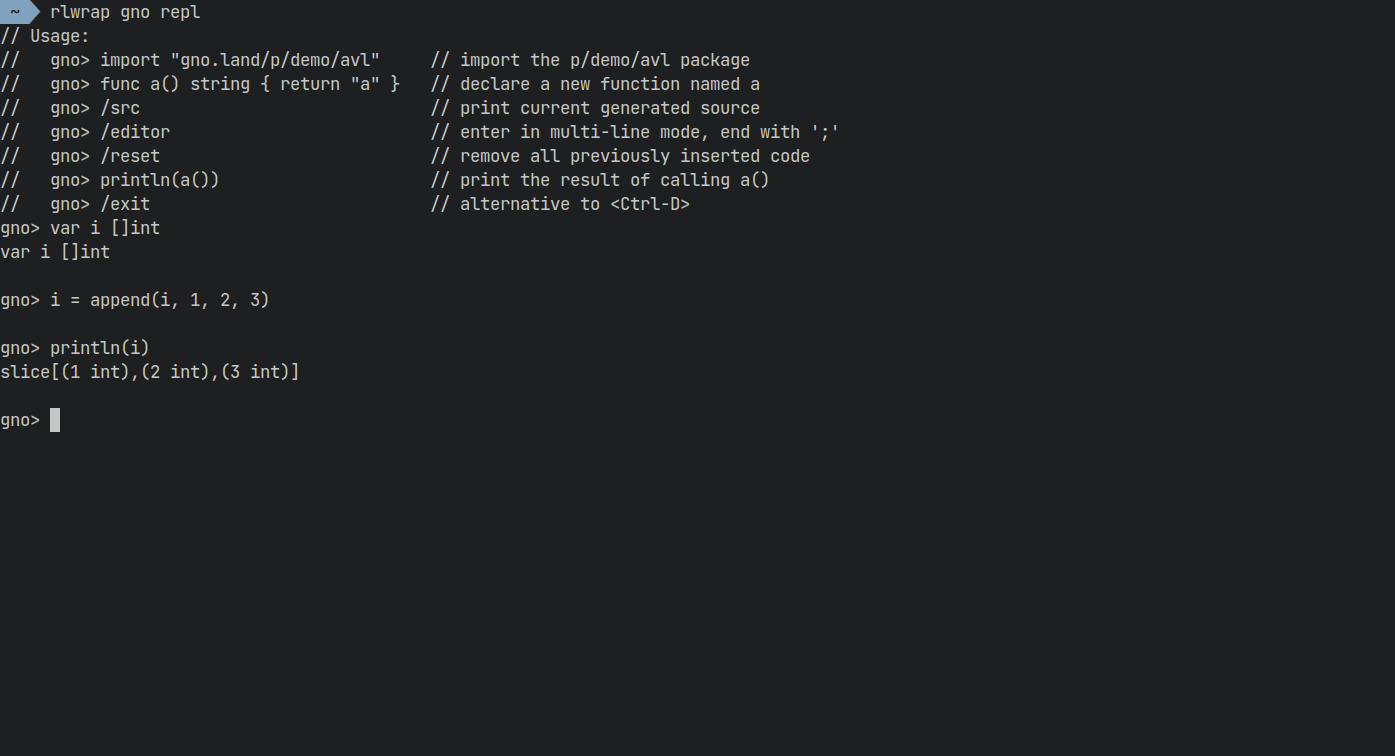 ~ rlwrap gno repl
// Usage:
//   gno> import "gno.land/p/demo/avl"     // import the p/demo/avl package
//   gno> func a() string { return "a" }   // declare a new function named a
//   gno> /src                             // print current generated source
//   gno> /editor                          // enter in multi-line mode, end with ';'
//   gno> /reset                           // remove all previously inserted code
//   gno> println(a())                     // print the result of calling a()
//   gno> /exit                            // alternative to <Ctrl-D>
gno> var i []int
var i []int
gno> i = append(i, 1, 2, 3)
gno> println(i)
slice[(1 int),(2 int),(3 int)]
gno>